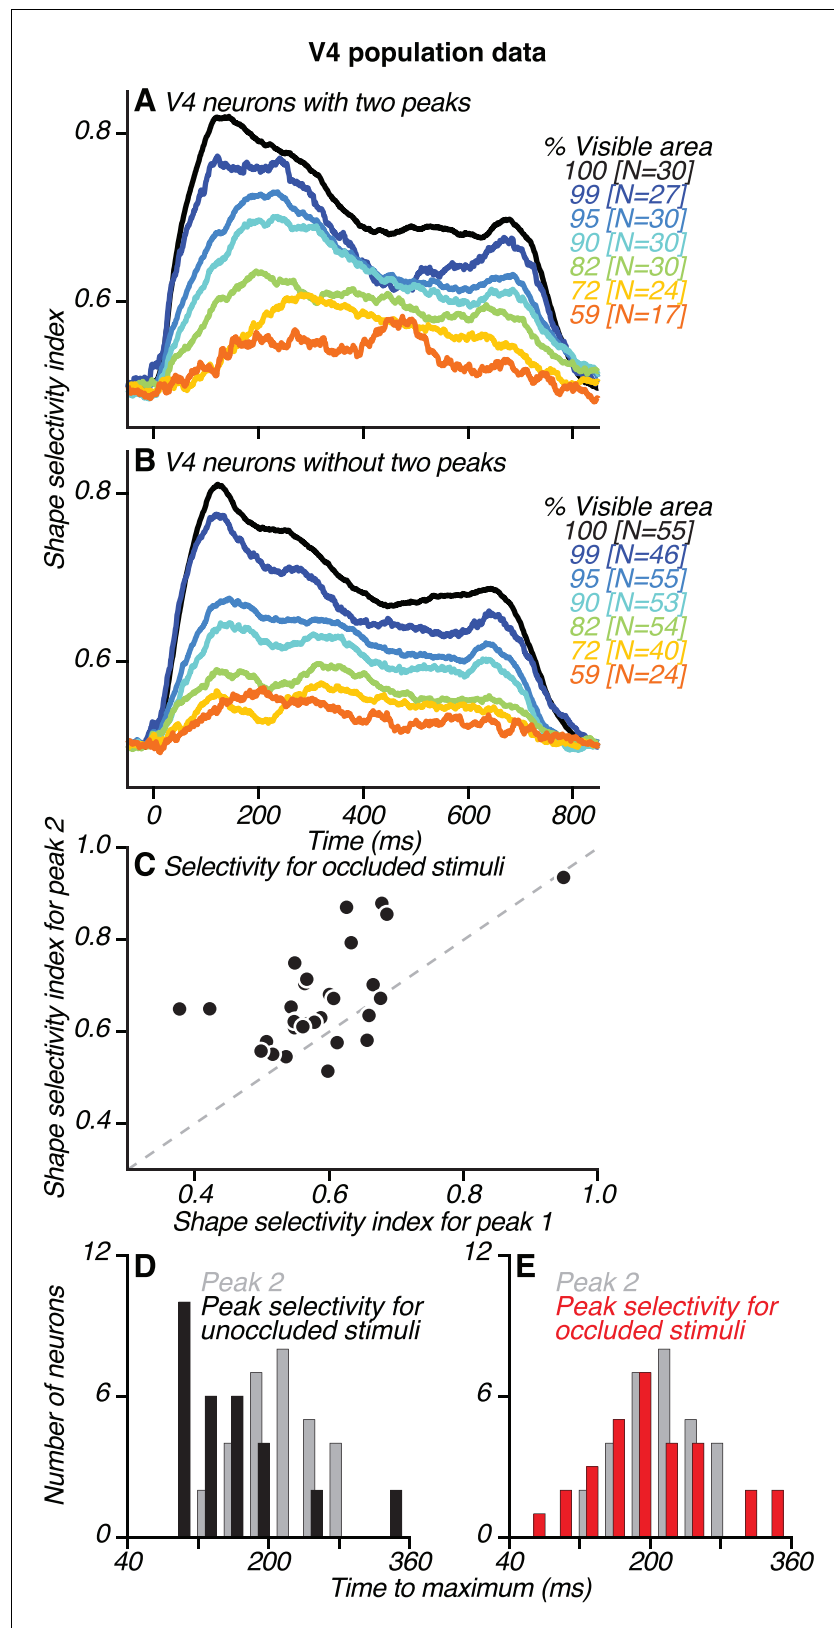 V4 population data
A V4 neurons with two peaks
0.8
0.6
% Visible area
100 [N=30]
99 [N=27]
95 [N=30]
90 [N=30]
82 [N=30]
72 [N=24]
59 [N=17]
Shape selectivity index
B V4 neurons without two peaks
0.8
0.6
% Visible area
100 [N=55]
99 [N=46]
95 [N=55]
90 [N=53]
82 [N=54]
72 [N=40]
59 [N=24]
0 200 400 600 800
Time (ms)
C Selectivity for occluded stimuli
Shape selectivity index for peak 2
1.0
0.8
0.6
0.4
0.4 0.6 0.8 1.0
Shape selectivity index for peak 1
D
Peak 2
Peak selectivity for
unoccluded stimuli
Number of neurons
12
6
0
40 200 360
E
Peak 2
Peak selectivity for
occluded stimuli
12
6
0
40 200 360
Time to maximum (ms)